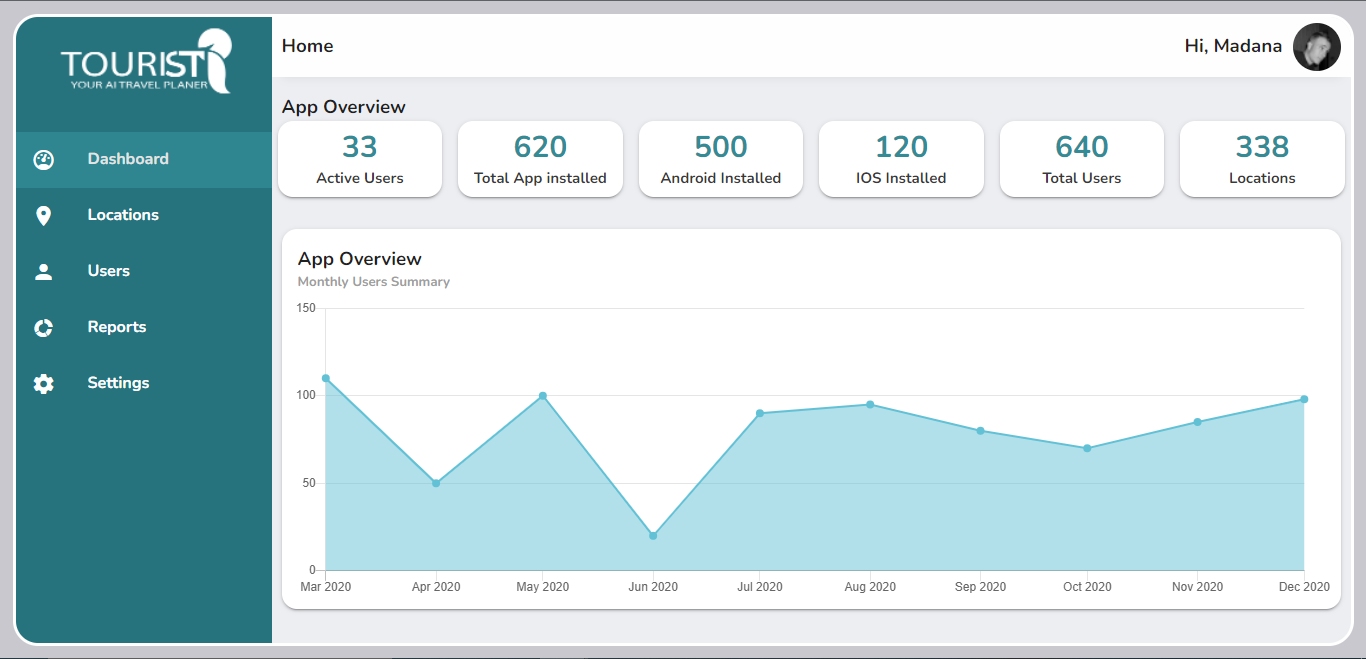 TOURIST
YOUR AI TRAVEL PLANER
Home
Hi, Madana
Dashboard
Locations
Users
Reports
Settings
App Overview
33
Active Users
620
Total App installed
500
Android Installed
120
IOS Installed
640
Total Users
338
Locations
App Overview
Monthly Users Summary
150
100
50
0
Mar 2020 Apr 2020 May 2020 Jun 2020 Jul 2020 Aug 2020 Sep 2020 Oct 2020 Nov 2020 Dec 2020